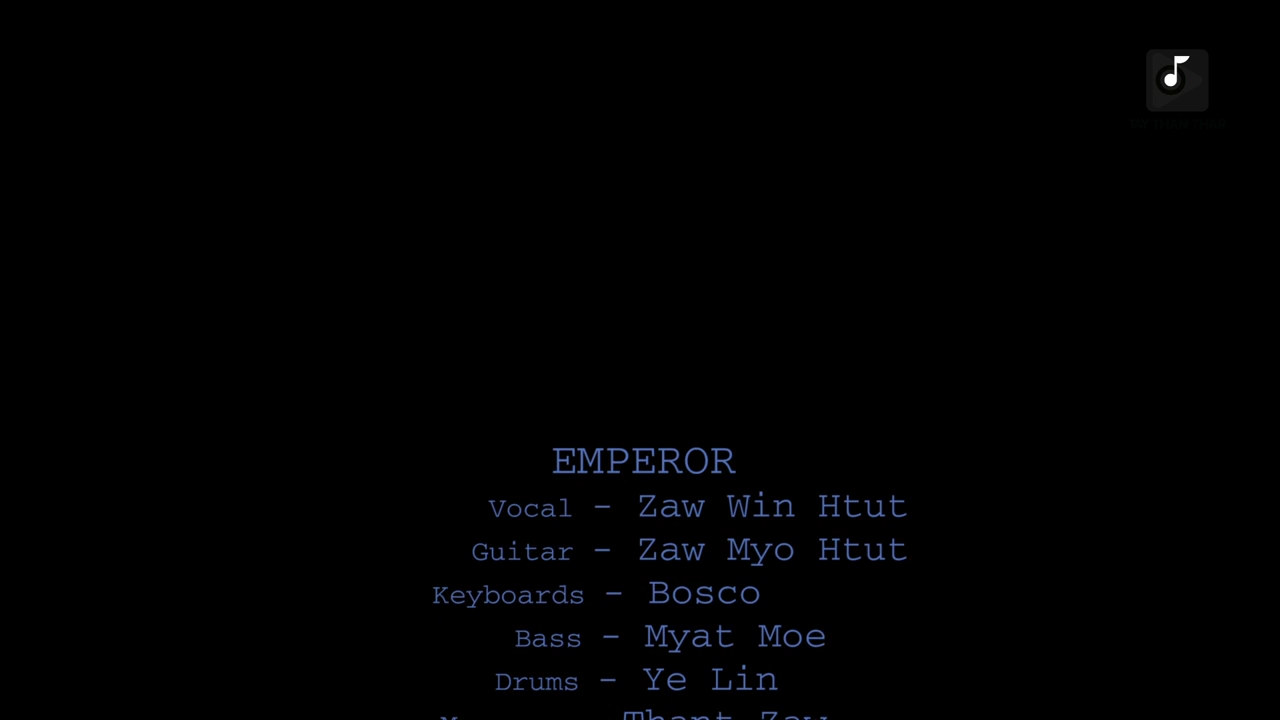 EMPEROR
Vocal - Zaw Win Htut
Guitar - Zaw Myo Htut
Keyboards - Bosco
Bass - Myat Moe
Drums - Ye Lin